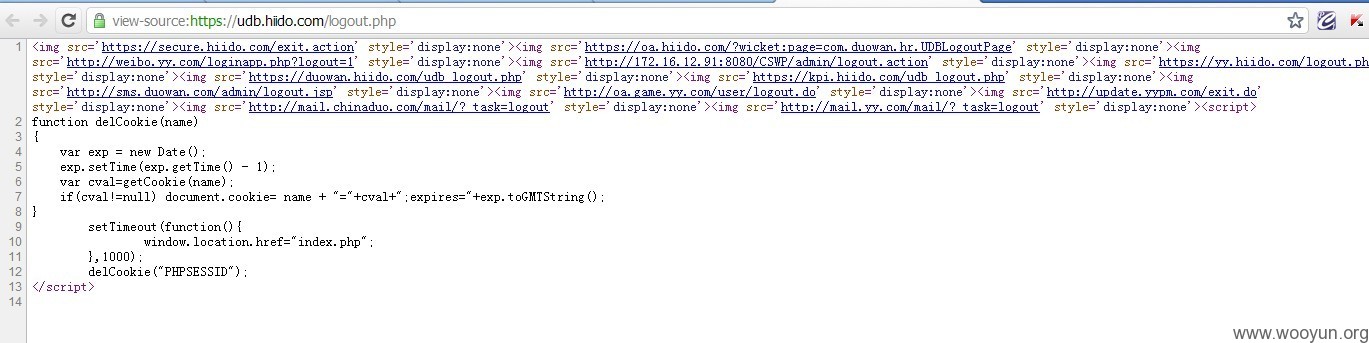 view-source:https://udb.hiido.com/logout.php
1 <img src='https://secure.hiido.com/exit.action' style='display:none'><img src='https://oa.hiido.com/?wicket:page=com.duowan.hr.UDBLogoutPage' style='display:none'><img
src='http://weibo.yy.com/loginapp.php?logout=1' style='display:none'><img src='http://172.16.12.91:8080/CSWP/admin/logout.action' style='display:none'><img src='https://yy.hiido.com/logout.ph
style='display:none'><img src='https://duowan.hiido.com/udb_logout.php' style='display:none'><img src='https://kpi.hiido.com/udb_logout.php' style='display:none'><img
src='http://sms.duowan.com/admin/logout.jsp' style='display:none'><img src='http://oa.game.yy.com/user/logout.do' style='display:none'><img src='http://update.yypm.com/exit.do'
style='display:none'><img src='http://mail.chinaduo.com/mail/?_task=logout' style='display:none'><img src='http://mail.yy.com/mail/?_task=logout' style='display:none'><script>
2 function delCookie(name)
3 {
4 var exp = new Date();
5 exp.setTime(exp.getTime() - 1);
6 var cval=getCookie(name);
7 if(cval!=null) document.cookie= name + "="+cval+";expires="+exp.toGMTString();
8 }
9 setTimeout(function(){
10 window.location.href="index.php";
11 },1000);
12 delCookie("PHPSESSID");
13 </script>
14
www.wooyun.org